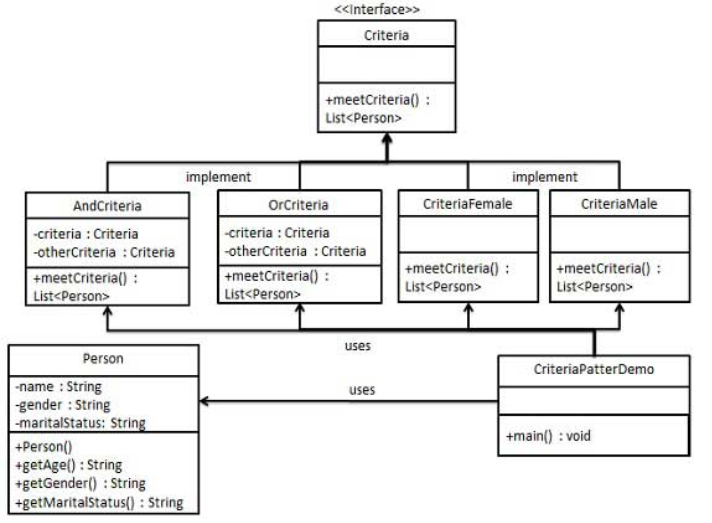 <<Interface>>
Criteria
+meetCriteria() :
List<Person>
implement
implement
AndCriteria
-criteria : Criteria
-otherCriteria : Criteria
+meetCriteria() :
List<Person>
OrCriteria
-criteria : Criteria
-otherCriteria : Criteria
+meetCriteria() :
List<Person>
CriteriaFemale
+meetCriteria() :
List<Person>
CriteriaMale
+meetCriteria() :
List<Person>
uses
Person
-name : String
-gender : String
-maritalStatus: String
+Person()
+getAge() : String
+getGender() : String
+getMaritalStatus() : String
uses
CriteriaPatterDemo
+main() : void